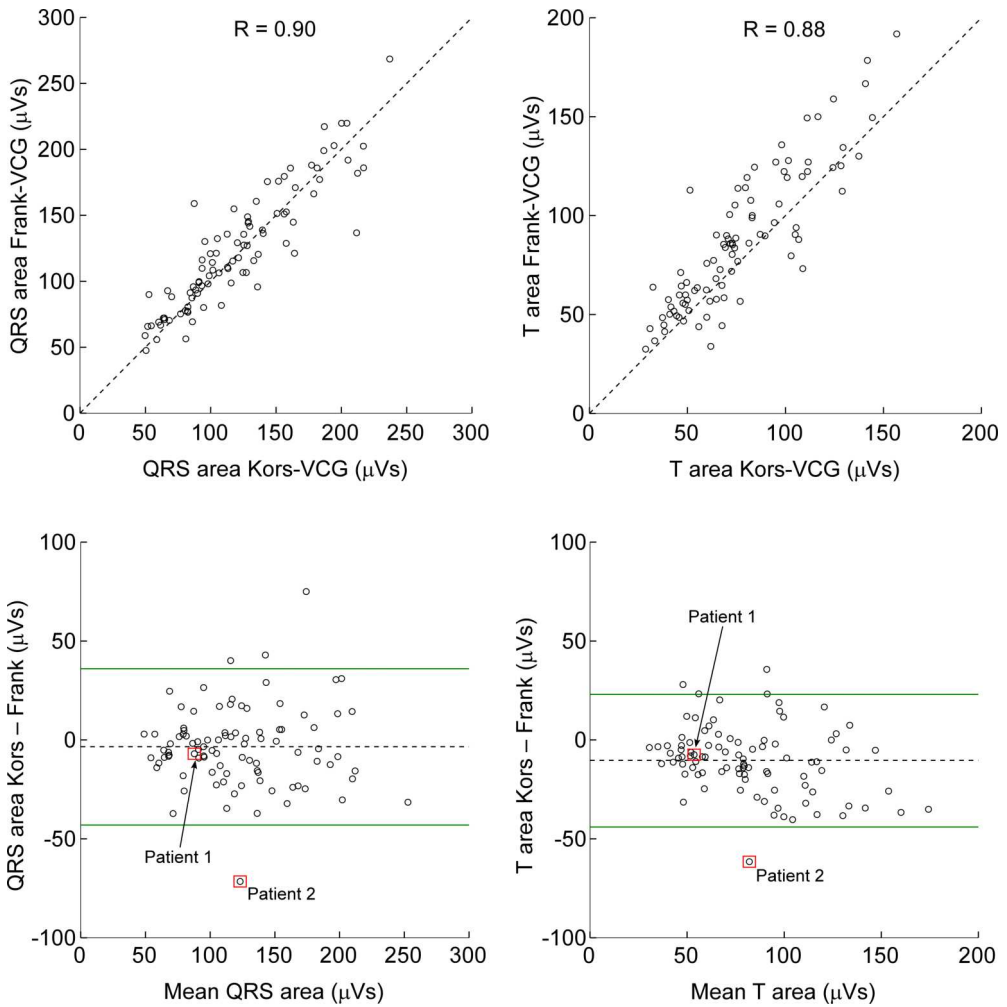 R = 0.90
300
250
200
150
100
50
0
0 50 100 150 200 250 300
QRS area Frank-VCG (μVs)
QRS area Kors-VCG (μVs)
R = 0.88
200
150
100
50
0
0 50 100 150 200
T area Frank-VCG (μVs)
T area Kors-VCG (μVs)
100
50
0
-50
-100
0 50 100 150 200 250 300
QRS area Kors – Frank (μVs)
Mean QRS area (μVs)
Patient 1
Patient 2
100
50
0
-50
-100
0 50 100 150 200
T area Kors – Frank (μVs)
Mean T area (μVs)
Patient 1
Patient 2